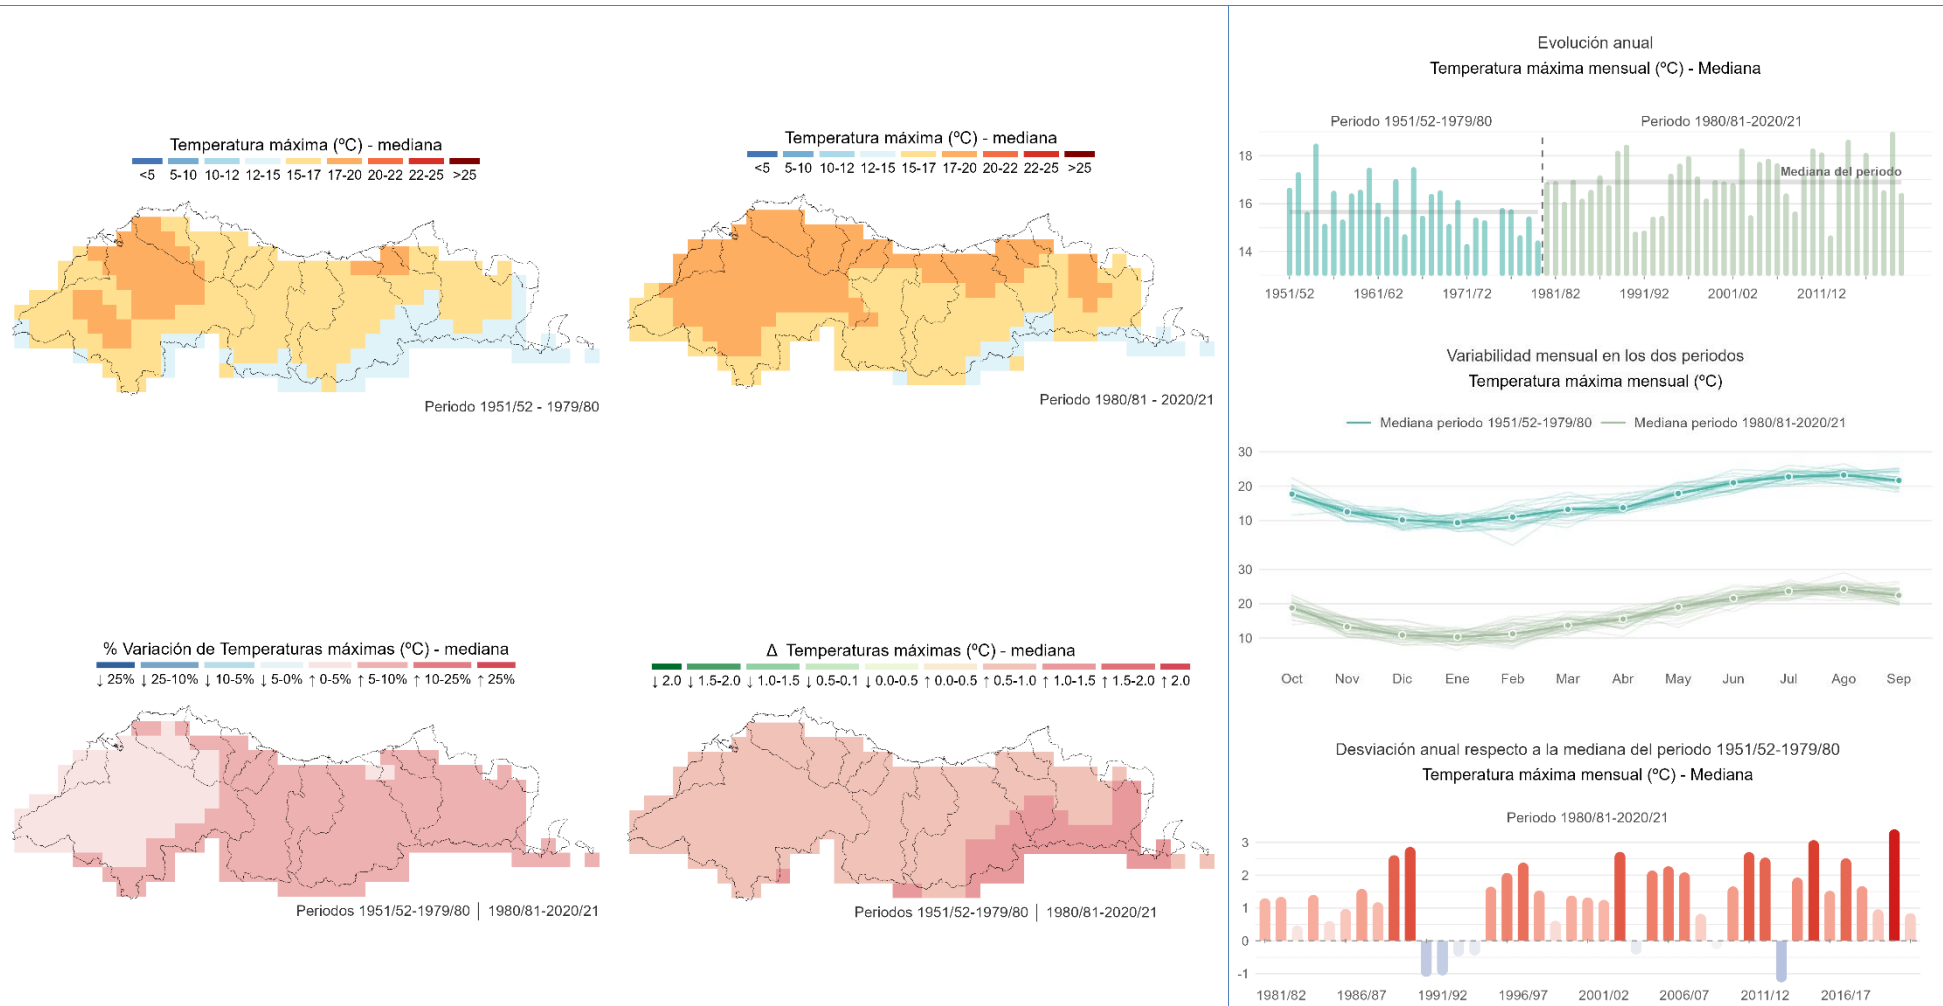 Temperatura máxima (ºC) - mediana
<5 5-10 10-12 12-15 15-17 17-20 20-22 22-25 >25
Periodo 1951/52 - 1979/80
Temperatura máxima (ºC) - mediana
<5 5-10 10-12 12-15 15-17 17-20 20-22 22-25 >25
Periodo 1980/81 - 2020/21
% Variación de Temperaturas máximas (ºC) - mediana
↓ 25% ↓ 25-10% ↓ 10-5% ↓ 5-0% ↑ 0-5% ↑ 5-10% ↑ 10-25% ↑ 25%
Periodos 1951/52-1979/80 | 1980/81-2020/21
Δ Temperaturas máximas (ºC) - mediana
↓ 2.0 ↓ 1.5-2.0 ↓ 1.0-1.5 ↓ 0.5-0.1 ↓ 0.0-0.5 ↑ 0.0-0.5 ↑ 0.5-1.0 ↑ 1.0-1.5 ↑ 1.5-2.0 ↑ 2.0
Periodos 1951/52-1979/80 | 1980/81-2020/21
Evolución anual
Temperatura máxima mensual (ºC) - Mediana
Periodo 1951/52-1979/80 Periodo 1980/81-2020/21
18
Mediana del periodo
16
14
1951/52 1961/62 1971/72 1981/82 1991/92 2001/02 2011/12
Variabilidad mensual en los dos periodos
Temperatura máxima mensual (ºC)
Mediana periodo 1951/52-1979/80 Mediana periodo 1980/81-2020/21
30
20
10
30
20
10
Oct Nov Dic Ene Feb Mar Abr May Jun Jul Ago Sep
Desviación anual respecto a la mediana del periodo 1951/52-1979/80
Temperatura máxima mensual (ºC) - Mediana
Periodo 1980/81-2020/21
3
2
1
0
-1
1981/82 1986/87 1991/92 1996/97 2001/02 2006/07 2011/12 2016/17